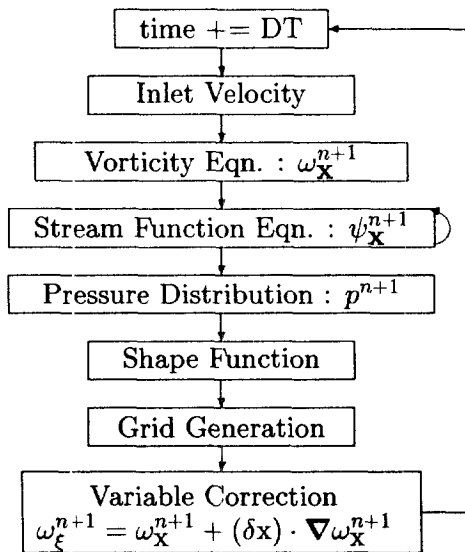 time += DT
Inlet Velocity
Vorticity Eqn. : ω_𝐗^{n+1}
Stream Function Eqn. : ψ_𝐗^{n+1}
Pressure Distribution : p^{n+1}
Shape Function
Grid Generation
Variable Correction
ω_𝛏^{n+1} = ω_𝐗^{n+1} + (δx) · ∇ω_𝐗^{n+1}